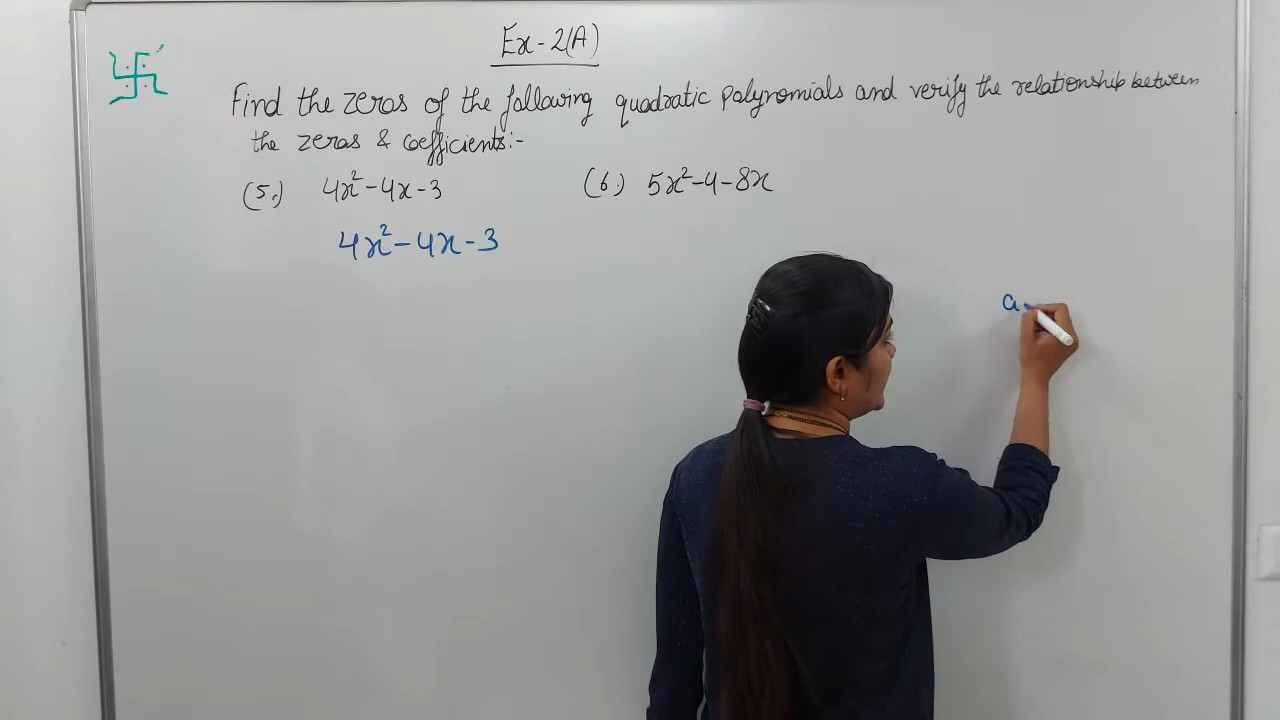 Ex-2(A)
Find the zeros of the following quadratic polynomials and verify the relationship between
the zeros & coefficients:-
(5.) 4x²-4x-3 (6.) 5x²-4-8x
4x²-4x-3
a